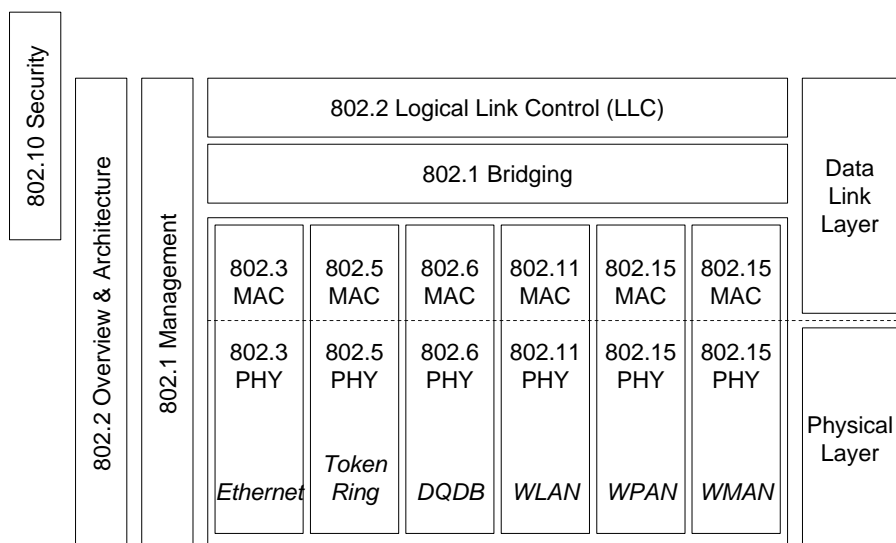 802.10 Security
802.2 Overview & Architecture
802.1 Management
802.2 Logical Link Control (LLC)
802.1 Bridging
802.3
MAC
802.5
MAC
802.6
MAC
802.11
MAC
802.15
MAC
802.15
MAC
802.3
PHY
802.5
PHY
802.6
PHY
802.11
PHY
802.15
PHY
802.15
PHY
Ethernet
Token
Ring
DQDB
WLAN
WPAN
WMAN
Data
Link
Layer
Physical
Layer